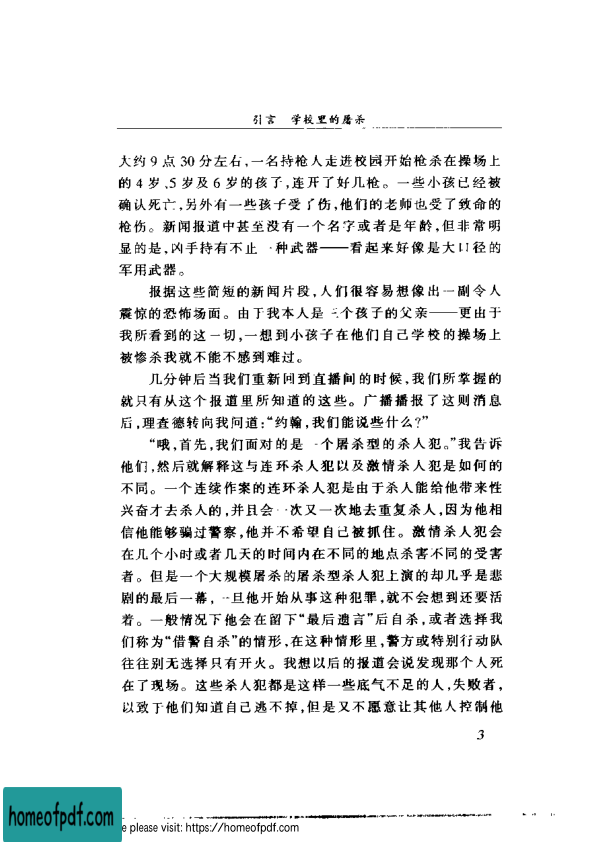 引言 学校里的屠杀
大约9点30分左右,一名持枪人走进校园开始枪杀在操场上
的4岁、5岁及6岁的孩子,连开了好几枪。一些小孩已经被
确认死亡,另外有一些孩子受了伤,他们的老师也受了致命的
枪伤。新闻报道中甚至没有一个名字或者是年龄,但非常明
显的是,凶手持有不止一种武器——看起来好像是大口径的
军用武器。
报据这些简短的新闻片段,人们很容易想像出一副令人
震惊的恐怖场面。由于我本人是三个孩子的父亲——更由于
我所看到的这一切,一想到小孩子在他们自己学校的操场上
被惨杀我就不能不感到难过。
几分钟后当我们重新回到直播间的时候,我们所掌握的
就只有从这个报道里所知道的这些。广播播报了这则消息
后,理查德转向我问道:“约翰,我们能说些什么?”
“哦,首先,我们面对的是一个屠杀型的杀人犯。”我告诉
他们,然后就解释这与连环杀人犯以及激情杀人犯是如何的
不同。一个连续作案的连环杀人犯是由于杀人能给他带来性
兴奋才去杀人的,并且会一次又一次地去重复杀人,因为他相
信他能够骗过警察,他并不希望自己被抓住。激情杀人犯会
在几个小时或者几天的时间内在不同的地点杀害不同的受害
者。但是一个大规模屠杀的屠杀型杀人犯上演的却几乎是悲
剧的最后一幕,一旦他开始从事这种犯罪,就不会想到还要活
着。一般情况下他会在留下“最后遗言”后自杀,或者选择我
们称为“借警自杀”的情形,在这种情形里,警方或特别行动队
往往别无选择只有开火。我想以后的报道会说发现那个人死
在了现场。这些杀人犯都是这样一些底气不足的人,失败者,
以致于他们知道自己逃不掉,但是又不愿意让其他人控制他
3
homeofpdf.com
e please visit: https://homeofpdf.com